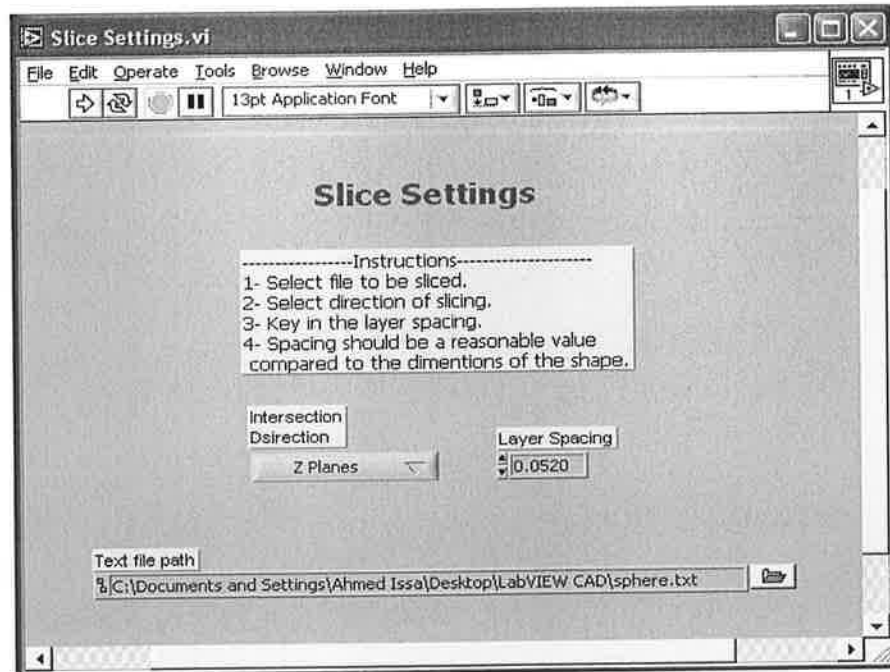 Slice Settings.vi
File Edit Operate Tools Browse Window Help
13pt Application Font
1
Slice Settings
----------------Instructions--------------------
1- Select file to be sliced.
2- Select direction of slicing.
3- Key in the layer spacing.
4- Spacing should be a reasonable value
compared to the dimentions of the shape.
Intersection
Dsirection
Z Planes
Layer Spacing
0.0520
Text file path
C:\Documents and Settings\Ahmed Issa\Desktop\LabVIEW CAD\sphere.txt